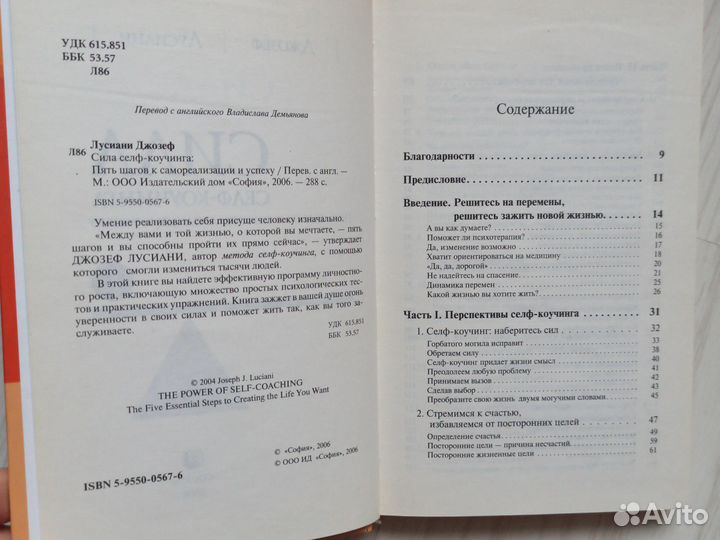 УДК 615.851
ББК 53.57
Л86
Перевод с английского Владислава Демьянова
Лусиани Джозеф
Л86 Сила селф-коучинга:
Пять шагов к самореализации и успеху / Перев. с англ. —
М.: ООО Издательский дом «София», 2006. — 288 с.
ISBN 5-9550-0567-6
Умение реализовать себя присуще человеку изначально.
«Между вами и той жизнью, о которой вы мечтаете, — пять
шагов и вы способны пройти их прямо сейчас», — утверждает
ДЖОЗЕФ ЛУСИАНИ, автор метода селф-коучинга, с помощью
которого смогли измениться тысячи людей.
В этой книге вы найдете эффективную программу личностно-
го роста, включающую множество простых психологических тес-
тов и практических упражнений. Книга зажжет в вашей душе огонь
уверенности в своих силах и поможет жить так, как вы того за-
служиваете.
УДК 615.851
ББК 53.57
© 2004 Joseph J. Luciani
THE POWER OF SELF-COACHING
The Five Essential Steps to Creating the Life You Want
© «София», 2006
© ООО ИД «София», 2006
ISBN 5-9550-0567-6
Содержание
Благодарности 9
Предисловие 11
Введение. Решитесь на перемены,
решитесь зажить новой жизнью. 14
А вы как думаете? 15
Поможет ли психотерапия? 16
Да, изменение возможно 17
Хватит ориентироваться на медицину 18
«Да, да, дорогой» 20
Не надейтесь на спасение 21
Динамика перемен 25
Какой жизнью вы хотите жить? 26
Часть I. Перспективы селф-коучинга 31
1. Селф-коучинг: наберитесь сил 32
Горбатого могила исправит 33
Обретаем силу 38
Селф-коучинг придает жизни смысл 39
Преодолеем любую проблему 40
Принимаем вызов 41
Сделав выбор 42
Преобразите свою жизнь двумя могучими словами 45
2. Стремимся к счастью,
избавляемся от посторонних целей 47
Определение счастья 49
Посторонние цели — причина несчастий 59
Посторонние жизненные цели 61
Avito